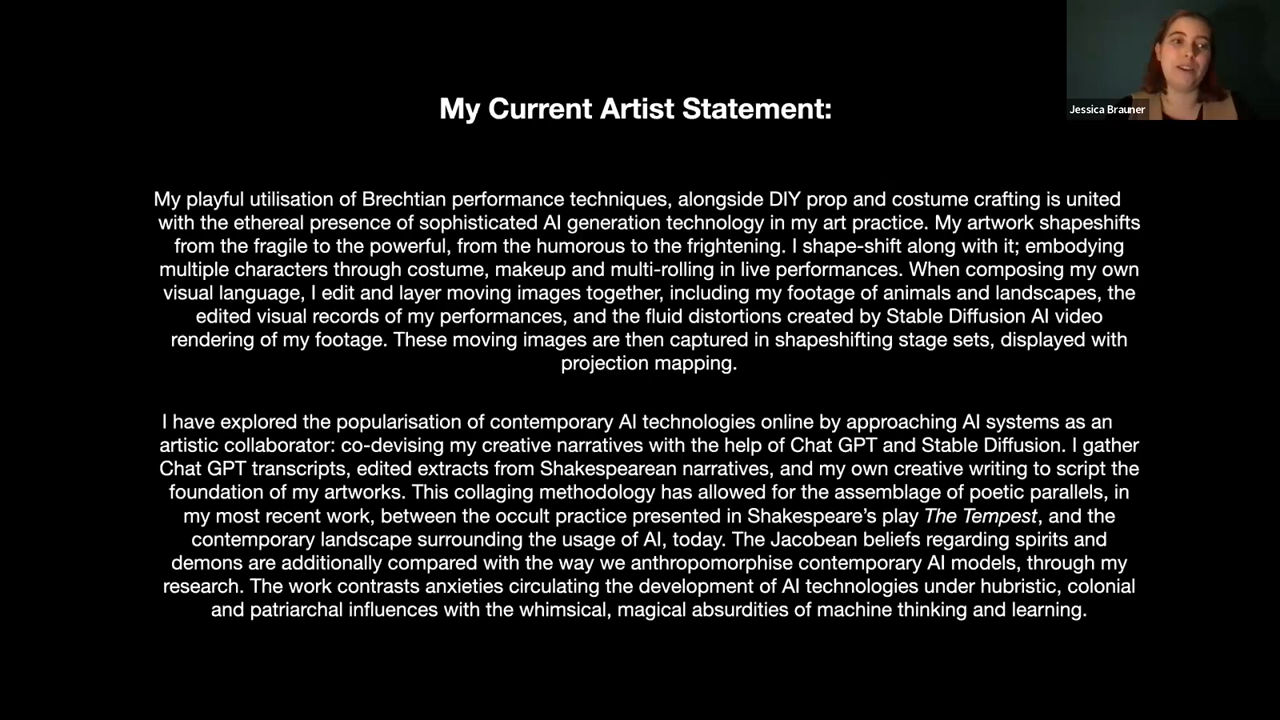 Jessica Brauner
My Current Artist Statement:
My playful utilisation of Brechtian performance techniques, alongside DIY prop and costume crafting is united
with the ethereal presence of sophisticated AI generation technology in my art practice. My artwork shapeshifts
from the fragile to the powerful, from the humorous to the frightening. I shape-shift along with it; embodying
multiple characters through costume, makeup and multi-rolling in live performances. When composing my own
visual language, I edit and layer moving images together, including my footage of animals and landscapes, the
edited visual records of my performances, and the fluid distortions created by Stable Diffusion AI video
rendering of my footage. These moving images are then captured in shapeshifting stage sets, displayed with
projection mapping.
I have explored the popularisation of contemporary AI technologies online by approaching AI systems as an
artistic collaborator: co-devising my creative narratives with the help of Chat GPT and Stable Diffusion. I gather
Chat GPT transcripts, edited extracts from Shakespearean narratives, and my own creative writing to script the
foundation of my artworks. This collaging methodology has allowed for the assemblage of poetic parallels, in
my most recent work, between the occult practice presented in Shakespeare's play The Tempest, and the
contemporary landscape surrounding the usage of AI, today. The Jacobean beliefs regarding spirits and
demons are additionally compared with the way we anthropomorphise contemporary AI models, through my
research. The work contrasts anxieties circulating the development of AI technologies under hubristic, colonial
and patriarchal influences with the whimsical, magical absurdities of machine thinking and learning.